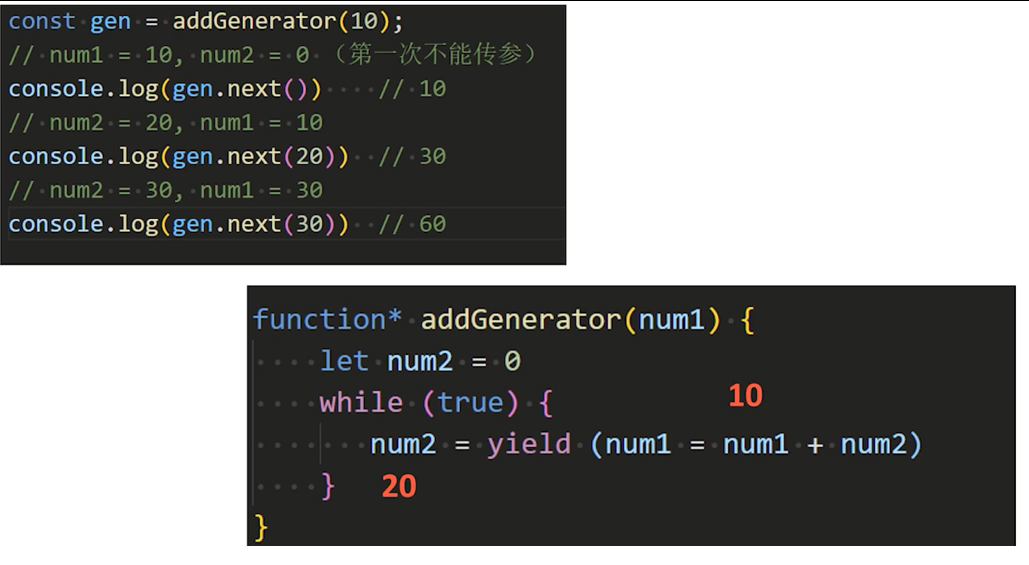 const gen = addGenerator(10);
// num1 = 10, num2 = 0 （第一次不能传参）
console.log(gen.next())    // 10
// num2 = 20, num1 = 10
console.log(gen.next(20))  // 30
// num2 = 30, num1 = 30
console.log(gen.next(30))  // 60
function* addGenerator(num1) {
    let num2 = 0
    while (true) {
10
        num2 = yield (num1 = num1 + num2)
    }
20
}